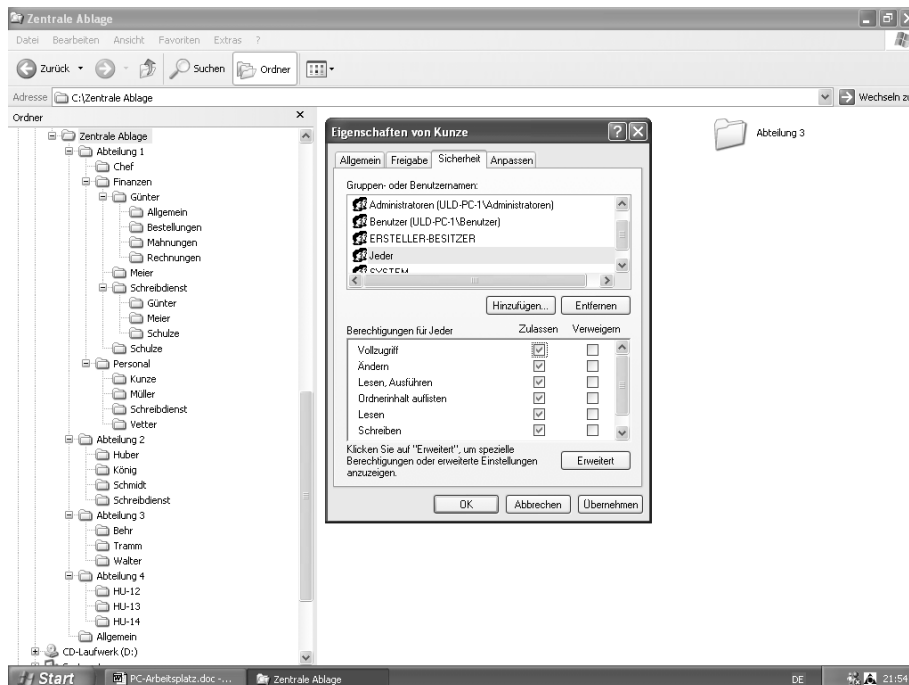 Zentrale Ablage
Datei Bearbeiten Ansicht Favoriten Extras ?
Zurück Suchen Ordner
Adresse C:\Zentrale Ablage Wechseln
Ordner
Zentrale Ablage
Abteilung 1
Chef
Finanzen
Günter
Allgemein
Bestellungen
Mahnungen
Rechnungen
Meier
Schreibdienst
Günter
Meier
Schulze
Schulze
Personal
Kunze
Müller
Schreibdienst
Vetter
Abteilung 2
Huber
König
Schmidt
Schreibdienst
Abteilung 3
Behr
Tramm
Walter
Abteilung 4
HU-12
HU-13
HU-14
Allgemein
CD-Laufwerk (D:)
Abteilung 3
Eigenschaften von Kunze
Allgemein Freigabe Sicherheit Anpassen
Gruppen- oder Benutzernamen:
Administratoren (ULD-PC-1\Administratoren)
Benutzer (ULD-PC-1\Benutzer)
ERSTELLER-BESITZER
Jeder
SYSTEM
Hinzufügen... Entfernen
Berechtigungen für Jeder Zulassen Verweigern
Vollzugriff
Ändern
Lesen, Ausführen
Ordnerinhalt auflisten
Lesen
Schreiben
Klicken Sie auf "Erweitert", um spezielle
Berechtigungen oder erweiterte Einstellungen
anzuzeigen.
Erweitert
OK Abbrechen Übernehmen
Start PC-Arbeitsplatz.doc -... Zentrale Ablage DE 21:54